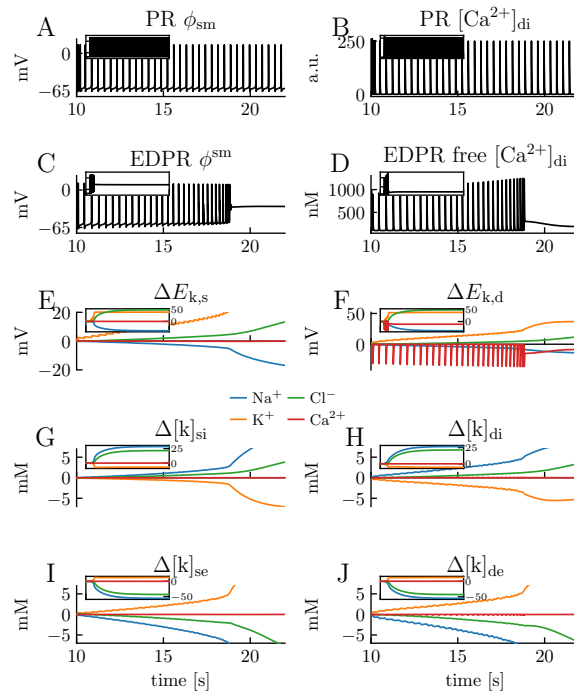 A PR ϕsm
B PR [Ca²⁺]di
mV
0
−65
10 15 20
a.u.
250
0
10 15 20
C EDPR ϕˢᵐ
D EDPR free [Ca²⁺]di
mV
0
−65
10 15 20
nM
1000
500
10 15 20
E ΔEk,s
F ΔEk,d
mV
20
0
−20
50
0
mV
50
0
−50
50
0
Na⁺ Cl⁻
K⁺ Ca²⁺
G Δ[k]si
H Δ[k]di
mM
5
0
−5
25
0
mM
5
0
−5
25
0
I Δ[k]se
J Δ[k]de
mM
5
0
−5
0
−50
10 15 20
time [s]
mM
5
0
−5
0
−50
10 15 20
time [s]